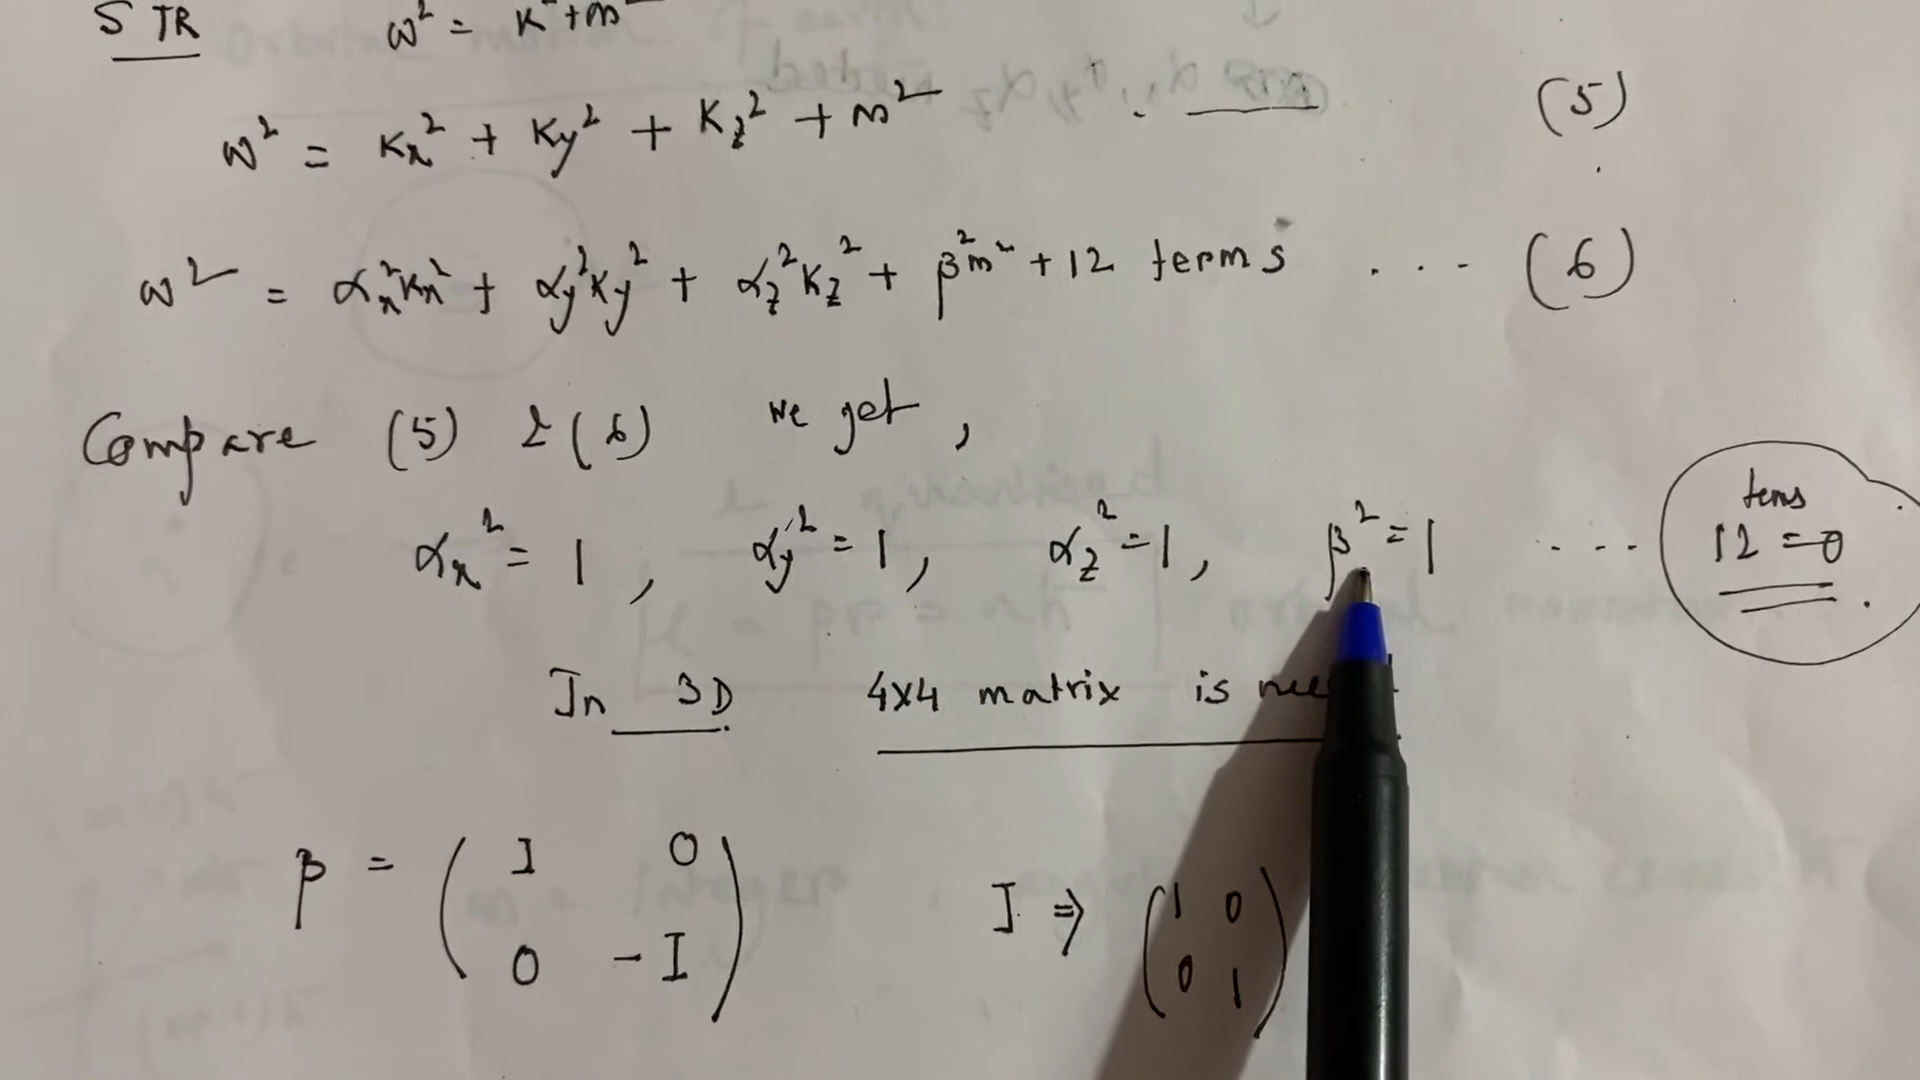 STR ω² = K² + m²
ω² = Kx² + Ky² + Kz² + m² . —— (5)
ω² = αx²Kx² + αy²Ky² + αz²Kz² + β²m² + 12 terms ... (6)
Compare (5) & (6) we get,
αx² = 1, αy² = 1, αz² = 1, β² = 1 ... terms 12 = 0
In 3D 4x4 matrix is
β = ( I 0 I ⇒ ( 1 0
0 -I ) 0 1 )